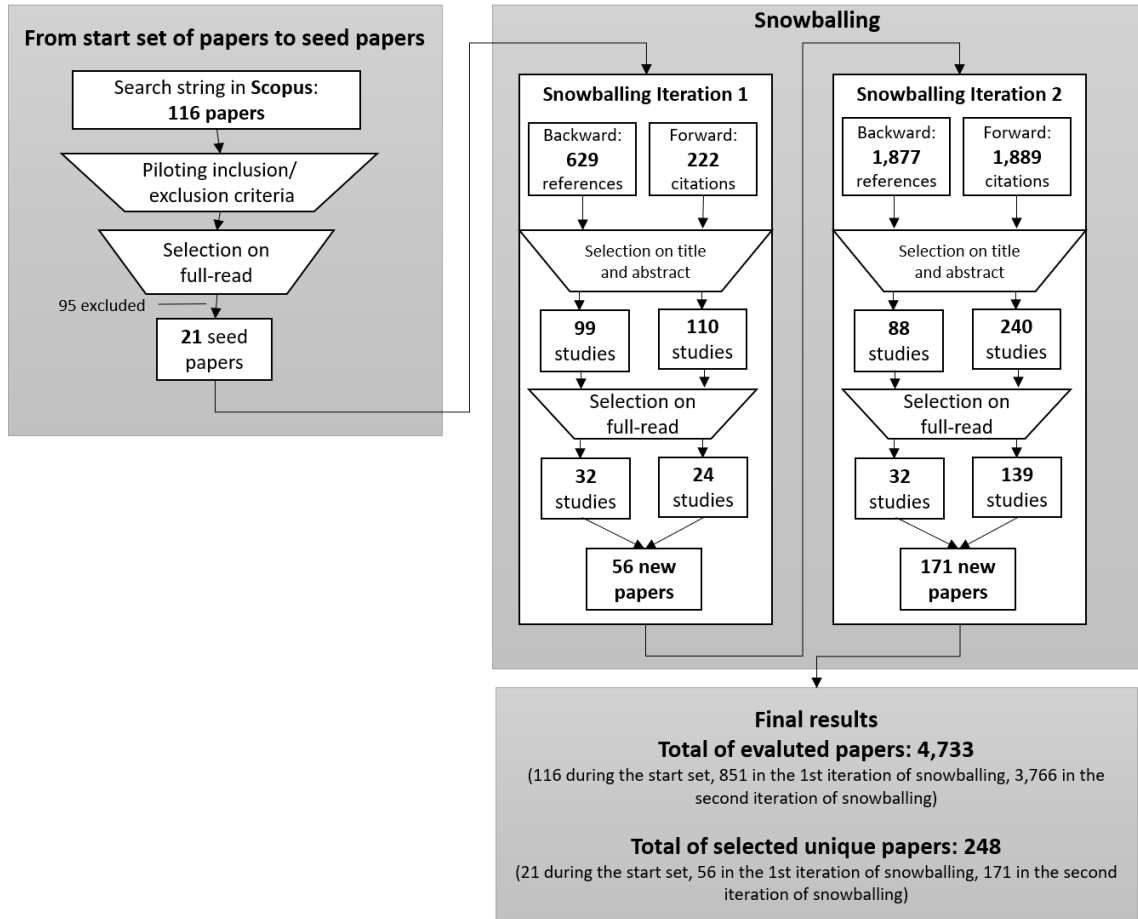 From start set of papers to seed papers
Search string in Scopus:
116 papers
Piloting inclusion/
exclusion criteria
Selection on
full-read
95 excluded
21 seed
papers
Snowballing
Snowballing Iteration 1
Backward:
629
references
Forward:
222
citations
Selection on title
and abstract
99
studies
110
studies
Selection on
full-read
32
studies
24
studies
56 new
papers
Snowballing Iteration 2
Backward:
1,877
references
Forward:
1,889
citations
Selection on title
and abstract
88
studies
240
studies
Selection on
full-read
32
studies
139
studies
171 new
papers
Final results
Total of evaluted papers: 4,733
(116 during the start set, 851 in the 1st iteration of snowballing, 3,766 in the
second iteration of snowballing)
Total of selected unique papers: 248
(21 during the start set, 56 in the 1st iteration of snowballing, 171 in the second
iteration of snowballing)